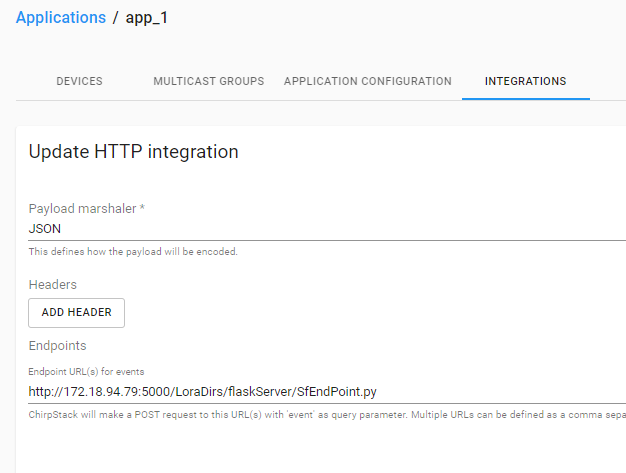 Applications / app_1
DEVICES MULTICAST GROUPS APPLICATION CONFIGURATION INTEGRATIONS
Update HTTP integration
Payload marshaler *
JSON
This defines how the payload will be encoded.
Headers
ADD HEADER
Endpoints
Endpoint URL(s) for events
http://172.18.94.79:5000/LoraDirs/flaskServer/SfEndPoint.py
ChirpStack will make a POST request to this URL(s) with 'event' as query parameter. Multiple URLs can be defined as a comma sepa